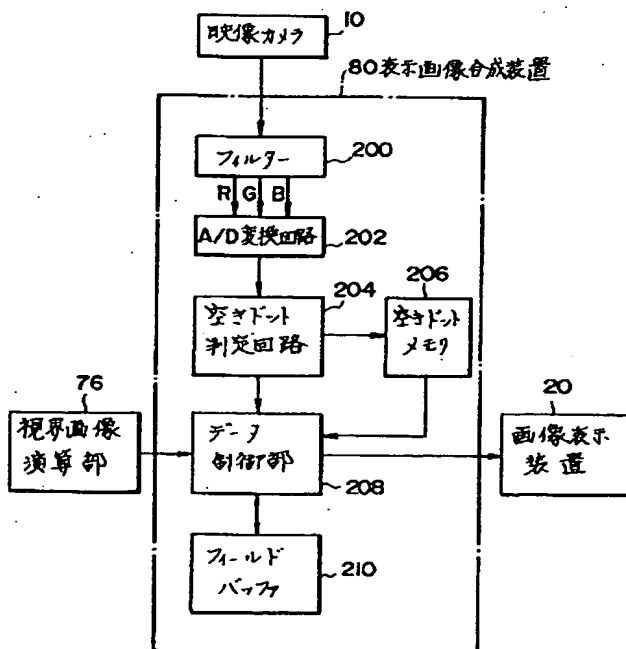 10
映像カメラ
80表示画像合成装置
フィルター
200
R G B
A/D変換回路
202
204
空きドット
判定回路
206
空きドット
メモリ
76
視界画像
演算部
データ
制御部
208
20
画像表示
装置
フィールド
バッファ
210